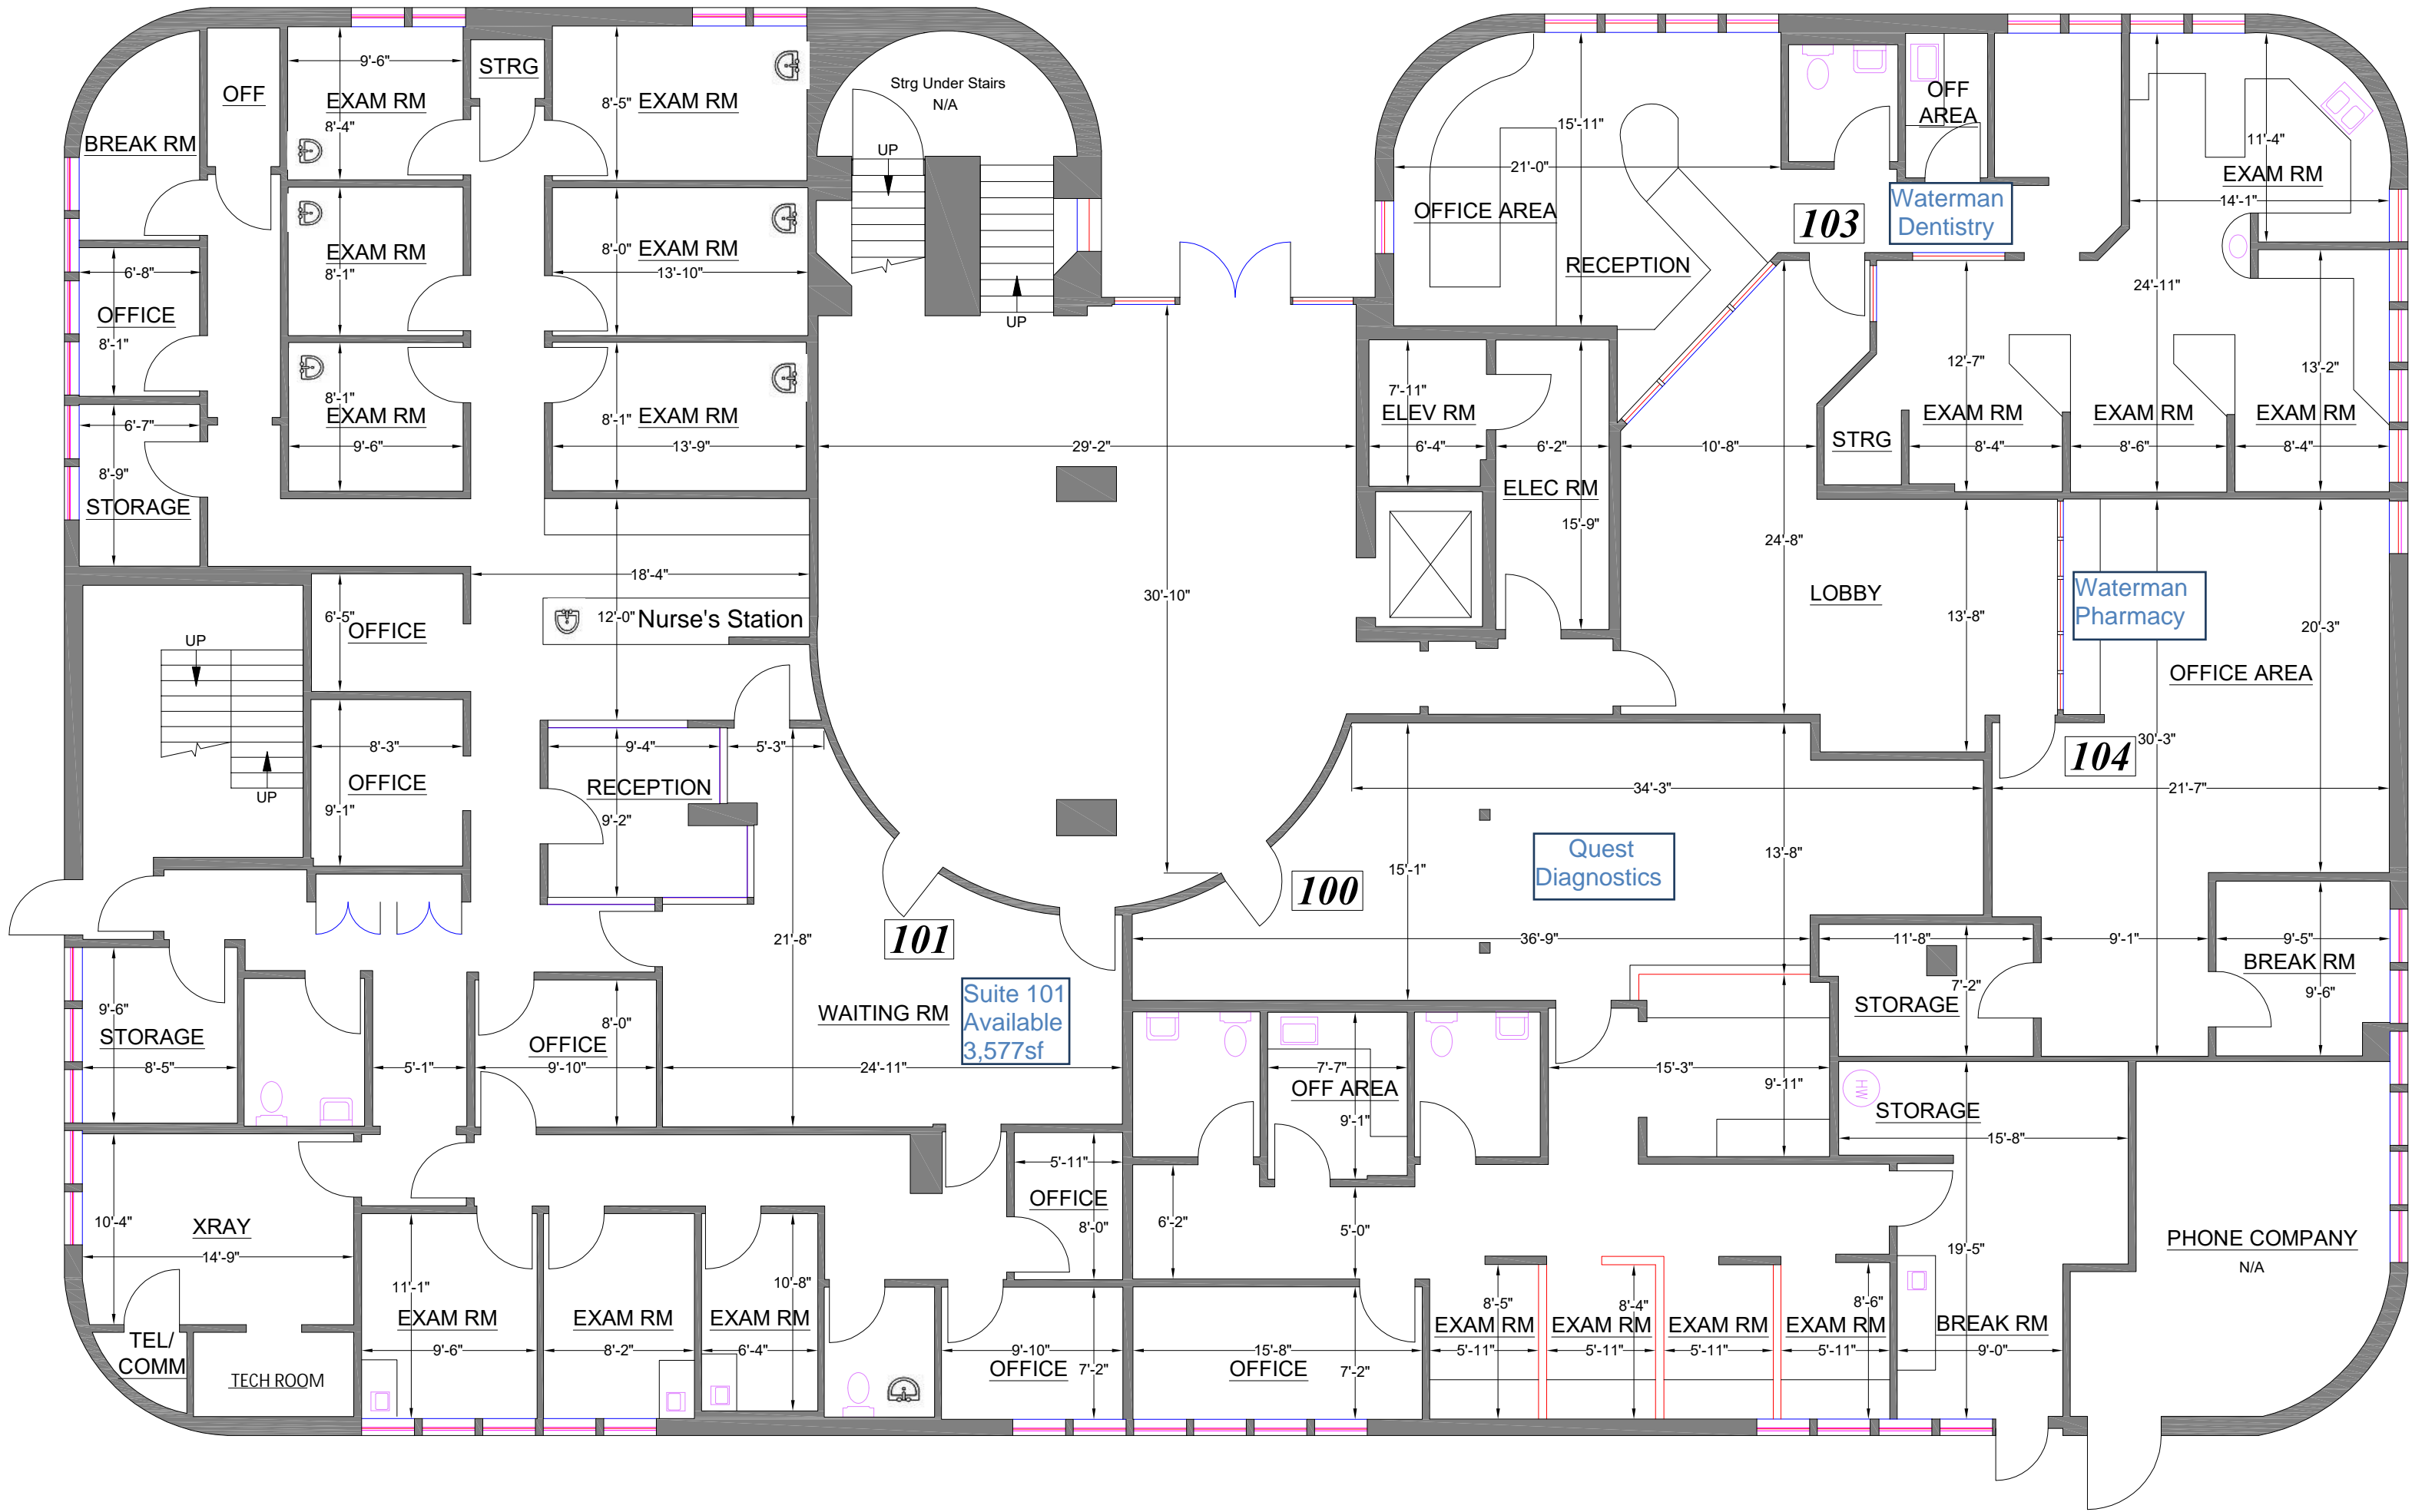 9'-6"
STRG
Strg Under Stairs
N/A
OFF
EXAM RM
8'-5"
EXAM RM
8'-4"
BREAK RM
UP
OFF
AREA
15'-11"
11'-4"
21'-0"
EXAM RM
14'-1"
OFFICE AREA
103
Waterman
Dentistry
EXAM RM
8'-1"
8'-0"
EXAM RM
13'-10"
6'-8"
RECEPTION
24'-11"
OFFICE
8'-1"
UP
12'-7"
13'-2"
7'-11"
8'-1"
EXAM RM
9'-6"
8'-1"
EXAM RM
13'-9"
ELEV RM
6'-4"
EXAM RM
EXAM RM
EXAM RM
6'-7"
29'-2"
6'-2"
10'-8"
STRG
8'-4"
8'-6"
8'-4"
8'-9"
STORAGE
ELEC RM
15'-9"
24'-8"
18'-4"
30'-10"
LOBBY
Waterman
Pharmacy
6'-5"
OFFICE
12'-0"
Nurse's Station
13'-8"
20'-3"
UP
OFFICE AREA
8'-3"
9'-4"
5'-3"
30'-3"
104
OFFICE
RECEPTION
34'-3"
21'-7"
UP
9'-1"
9'-2"
Quest
Diagnostics
13'-8"
15'-1"
100
101
21'-8"
36'-9"
11'-8"
9'-1"
9'-5"
BREAK RM
9'-6"
STORAGE
8'-5"
5'-1"
8'-0"
OFFICE
9'-10"
WAITING RM
24'-11"
Suite 101
Available
3,577sf
7'-2"
STORAGE
9'-6"
7'-7"
OFF AREA
9'-1"
15'-3"
9'-11"
STORAGE
HW
15'-8"
5'-11"
OFFICE
8'-0"
10'-4"
XRAY
14'-9"
6'-2"
5'-0"
19'-5"
PHONE COMPANY
N/A
11'-1"
EXAM RM
9'-6"
EXAM RM
8'-2"
10'-8"
EXAM RM
6'-4"
8'-5"
EXAM RM
5'-11"
8'-4"
EXAM RM
5'-11"
EXAM RM
5'-11"
8'-6"
EXAM RM
5'-11"
BREAK RM
9'-0"
TEL/
COMM
TECH ROOM
9'-10"
OFFICE
7'-2"
15'-8"
OFFICE
7'-2"